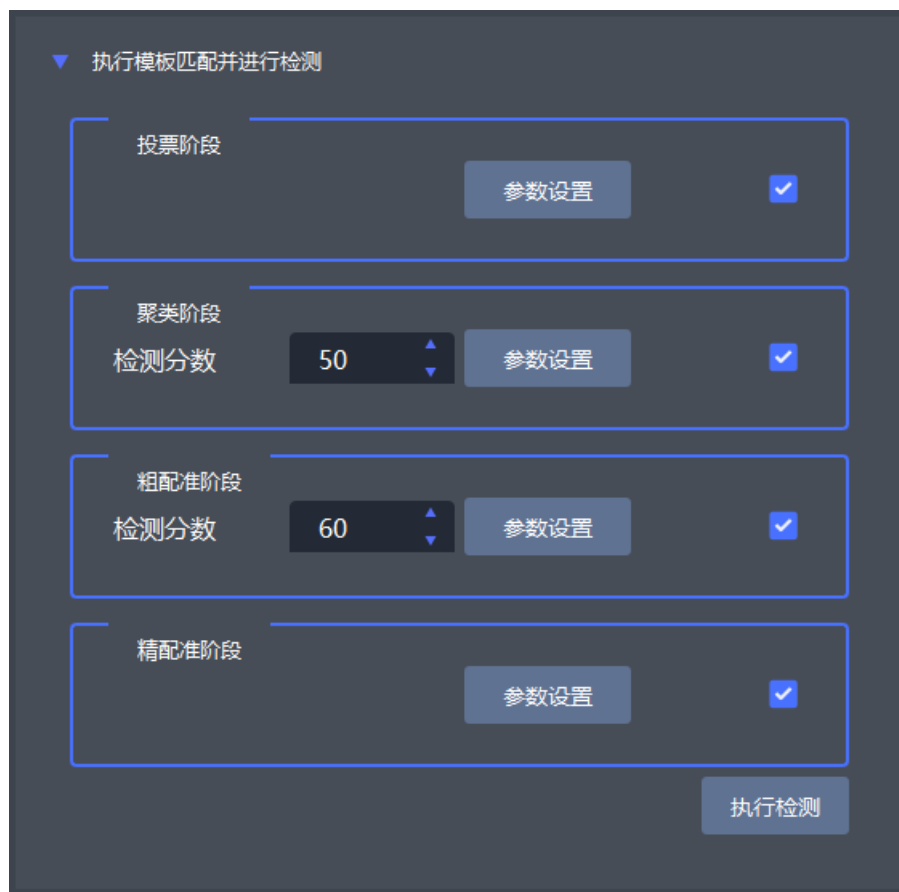 执行模板匹配并进行检测
投票阶段
参数设置
聚类阶段
检测分数 50 参数设置
粗配准阶段
检测分数 60 参数设置
精配准阶段
参数设置
执行检测